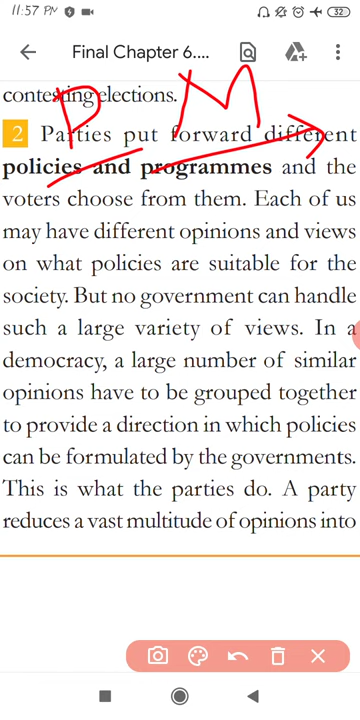 11:57 PM
32
Final Chapter 6....
contesting elections.
P M
2 Parties put forward different
policies and programmes and the
voters choose from them. Each of us
may have different opinions and views
on what policies are suitable for the
society. But no government can handle
such a large variety of views. In a
democracy, a large number of similar
opinions have to be grouped together
to provide a direction in which policies
can be formulated by the governments.
This is what the parties do. A party
reduces a vast multitude of opinions into